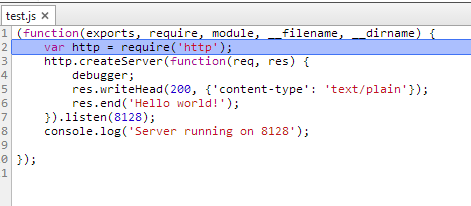 test.js ×
1 (function(exports, require, module, __filename, __dirname) {
2 var http = require('http');
3 http.createServer(function(req, res) {
4 debugger;
5 res.writeHead(200, {'content-type': 'text/plain'});
6 res.end('Hello world!');
7 }).listen(8128);
8 console.log('Server running on 8128');
9
0 });
1